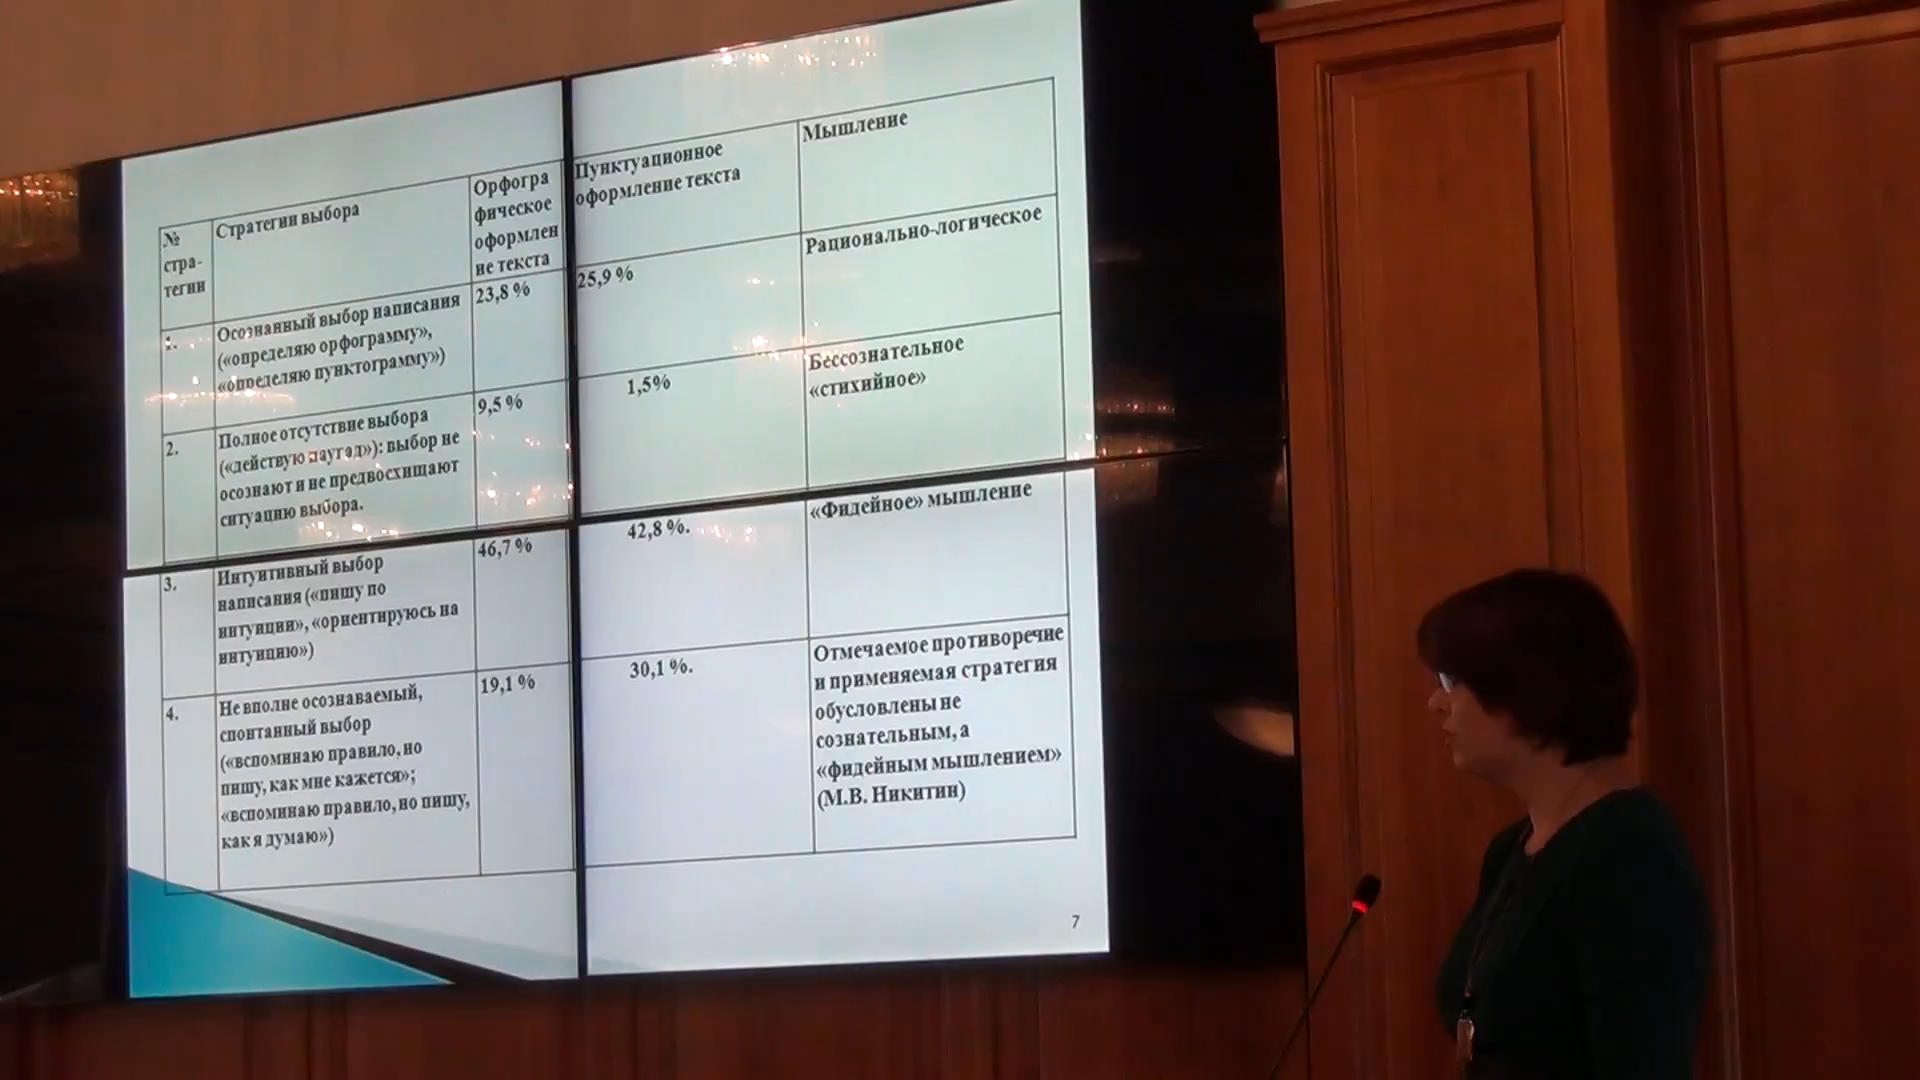 №
стра-
тегии
Стратегии выбора
Орфогра
фическое
оформлен
ие текста
Пунктуационное
оформление текста
Мышление
1.
Осознанный выбор написания
(«определяю орфограмму»,
«определяю пунктограмму»)
23,8 %
25,9 %
Рационально-логическое
2.
Полное отсутствие выбора
(«действую наугад»): выбор не
осознают и не предвосхищают
ситуацию выбора.
9,5 %
1,5%
Бессознательное
«стихийное»
3.
Интуитивный выбор
написания («пишу по
интуиции», «ориентируюсь на
интуицию»)
46,7 %
42,8 %.
«Фидейное» мышление
4.
Не вполне осознаваемый,
спонтанный выбор
(«вспоминаю правило, но
пишу, как мне кажется»;
«вспоминаю правило, но пишу,
как я думаю»)
19,1 %
30,1 %.
Отмечаемое противоречие
и применяемая стратегия
обусловлены не
сознательным, а
«фидейным мышлением»
(М.В. Никитин)
7